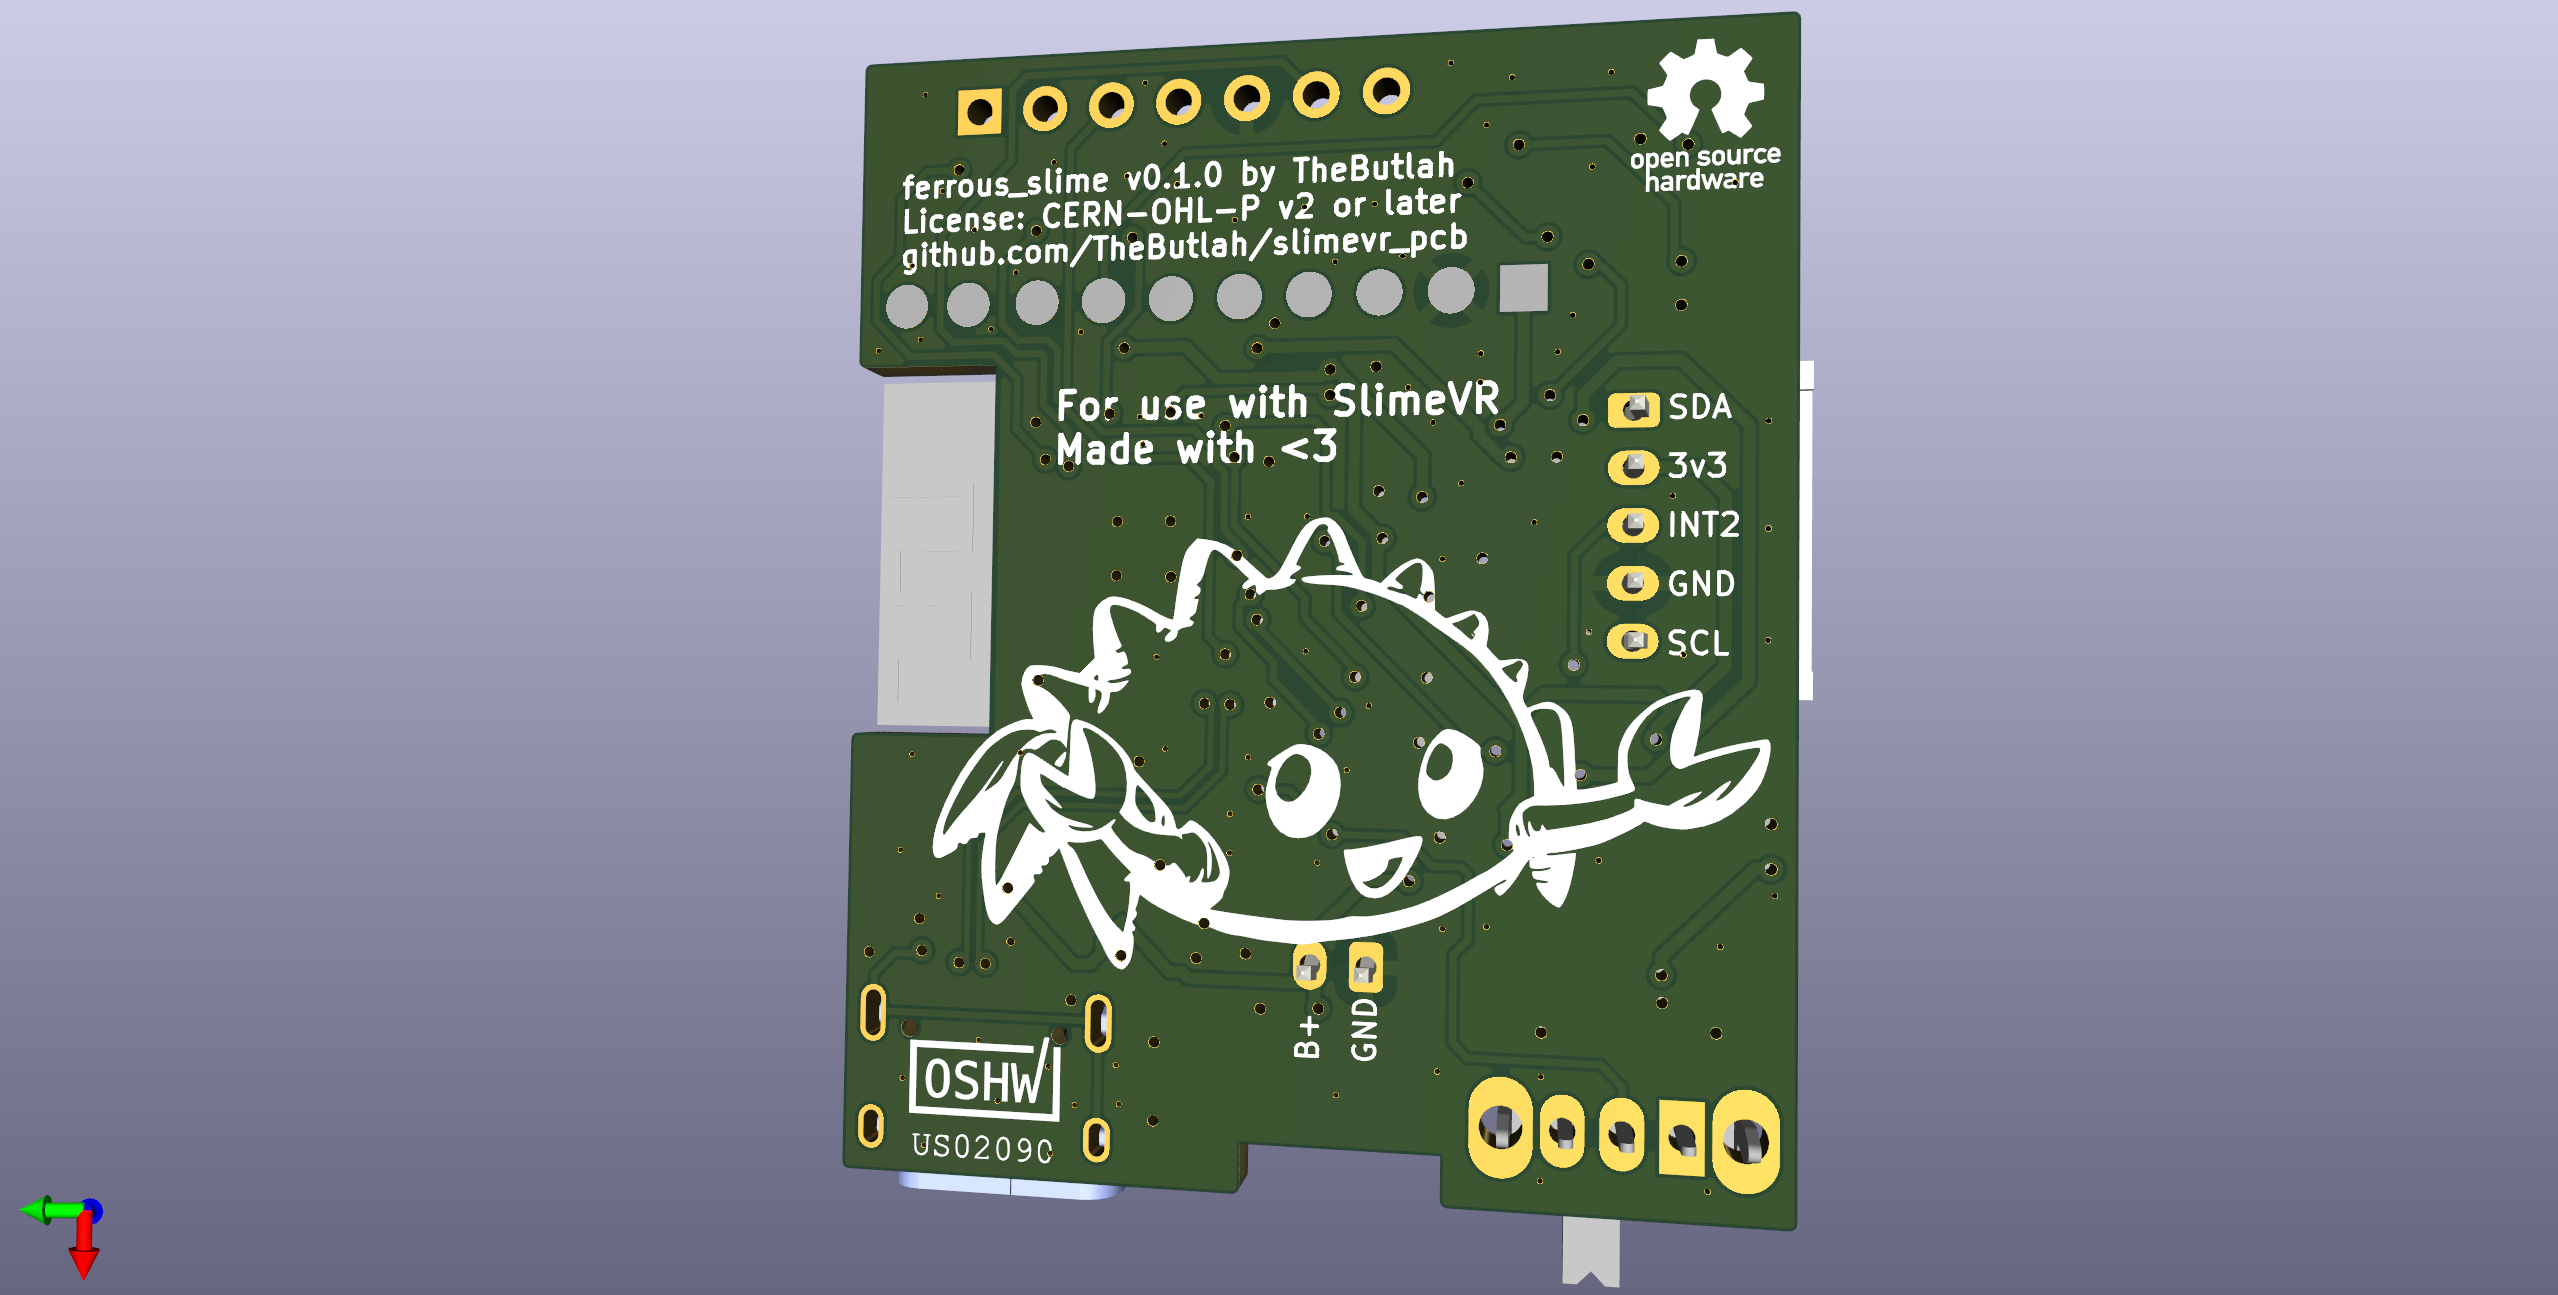 open source
hardware
ferrous_slime v0.1.0 by TheButlah
License: CERN-OHL-P v2 or later
github.com/TheButlah/slimevr_pcb
For use with SlimeVR
Made with <3
SDA
3v3
INT2
GND
SCL
B+
GND
OSHW
US02090